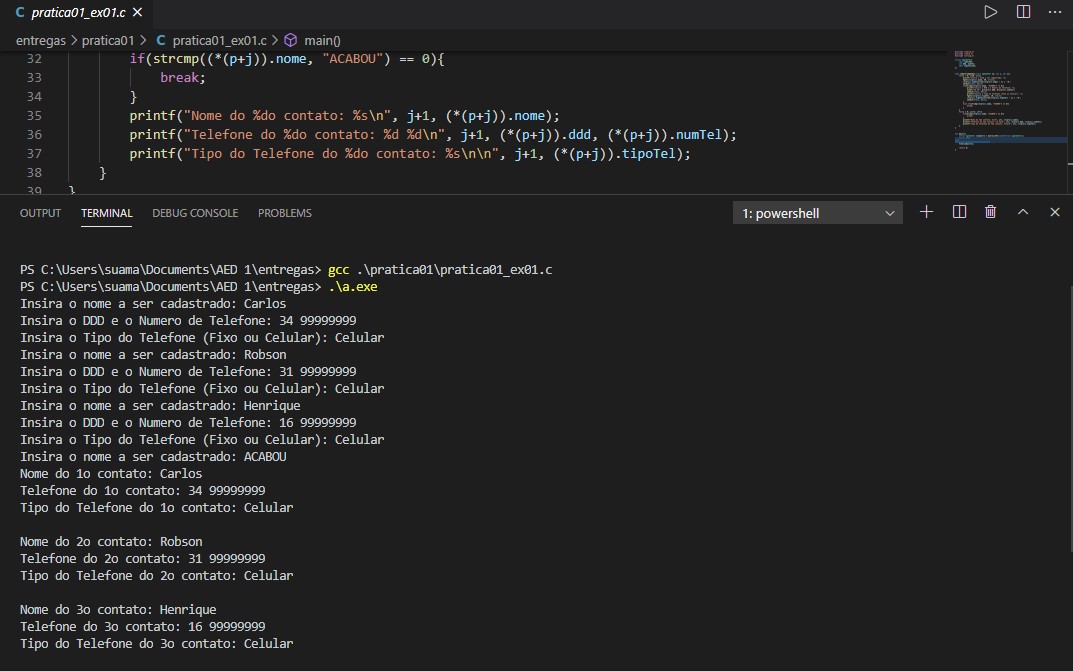 C pratica01_ex01.c
entregas > pratica01 > C pratica01_ex01.c > main()
32 if(strcmp((*(p+j)).nome, "ACABOU") == 0){
33 break;
34 }
35 printf("Nome do %do contato: %s\n", j+1, (*(p+j)).nome);
36 printf("Telefone do %do contato: %d %d\n", j+1, (*(p+j)).ddd, (*(p+j)).numTel);
37 printf("Tipo do Telefone do %do contato: %s\n\n", j+1, (*(p+j)).tipoTel);
38 }
39 }
OUTPUT TERMINAL DEBUG CONSOLE PROBLEMS 1: powershell
PS C:\Users\suama\Documents\AED 1\entregas> gcc .\pratica01\pratica01_ex01.c
PS C:\Users\suama\Documents\AED 1\entregas> .\a.exe
Insira o nome a ser cadastrado: Carlos
Insira o DDD e o Numero de Telefone: 34 99999999
Insira o Tipo do Telefone (Fixo ou Celular): Celular
Insira o nome a ser cadastrado: Robson
Insira o DDD e o Numero de Telefone: 31 99999999
Insira o Tipo do Telefone (Fixo ou Celular): Celular
Insira o nome a ser cadastrado: Henrique
Insira o DDD e o Numero de Telefone: 16 99999999
Insira o Tipo do Telefone (Fixo ou Celular): Celular
Insira o nome a ser cadastrado: ACABOU
Nome do 1o contato: Carlos
Telefone do 1o contato: 34 99999999
Tipo do Telefone do 1o contato: Celular
Nome do 2o contato: Robson
Telefone do 2o contato: 31 99999999
Tipo do Telefone do 2o contato: Celular
Nome do 3o contato: Henrique
Telefone do 3o contato: 16 99999999
Tipo do Telefone do 3o contato: Celular